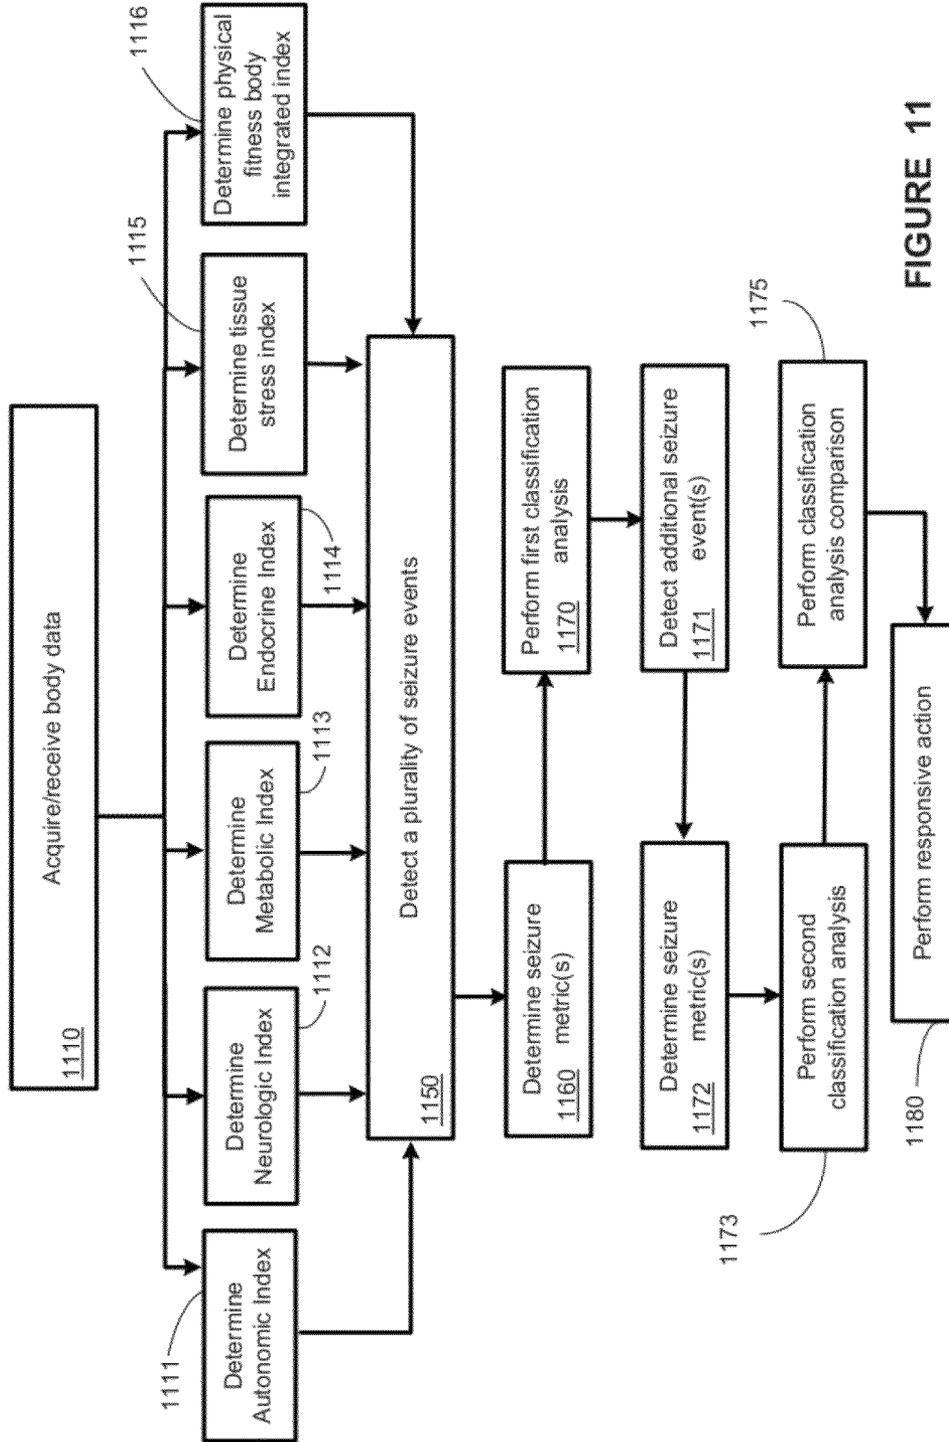 Acquire/receive body data
1110
1111
1112
1113
1114
1115
1116
Determine
Autonomic Index
Determine
Neurologic Index
Determine
Metabolic Index
Determine
Endocrine Index
Determine tissue
stress index
Determine physical
fitness body
integrated index
Detect a plurality of seizure events
1150
Determine seizure
1160 metric(s)
Perform first classification
1170 analysis
Determine seizure
1172 metric(s)
Detect additional seizure
1171 event(s)
Perform second
classification analysis
1173
Perform classification
analysis comparison
1175
Perform responsive action
1180
FIGURE 11